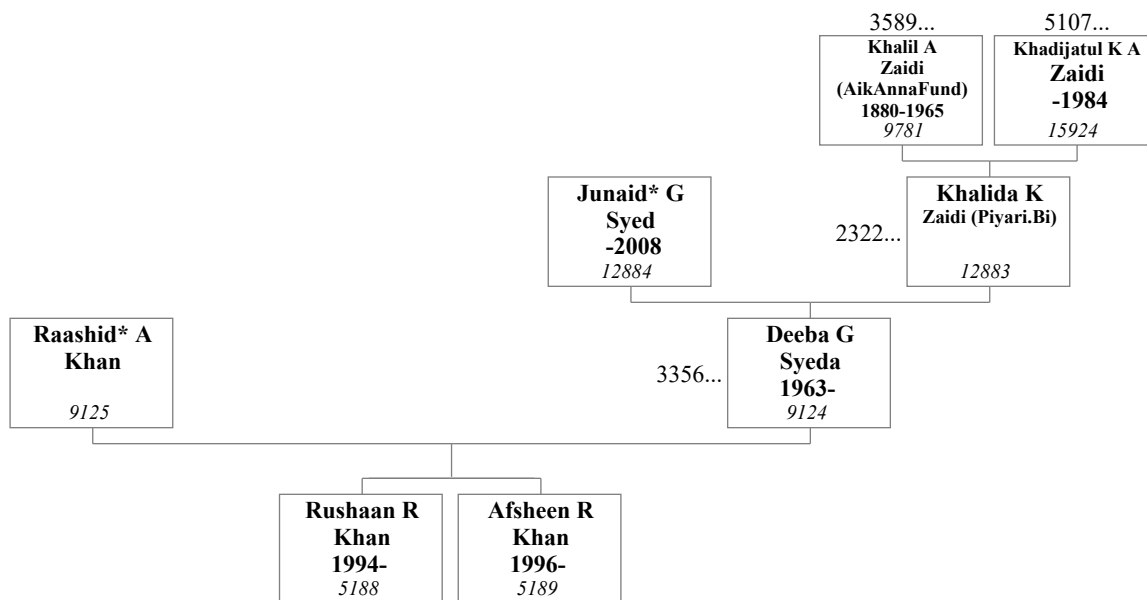 3589...
5107...
Khalil A
Zaidi
(AikAnnaFund)
1880-1965
9781
Khadijatul K A
Zaidi
-1984
15924
Junaid* G
Syed
-2008
12884
2322...
Khalida K
Zaidi (Piyari.Bi)
12883
Raashid* A
Khan
9125
3356...
Deeba G
Syeda
1963-
9124
Rushaan R
Khan
1994-
5188
Afsheen R
Khan
1996-
5189